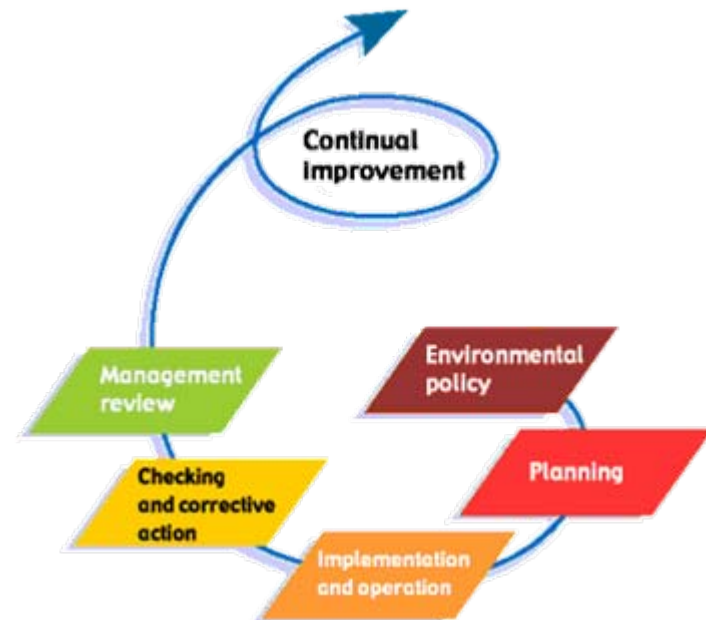 Continual
improvement
Management
review
Environmental
policy
Checking
and corrective
action
Planning
Implementation
and operation